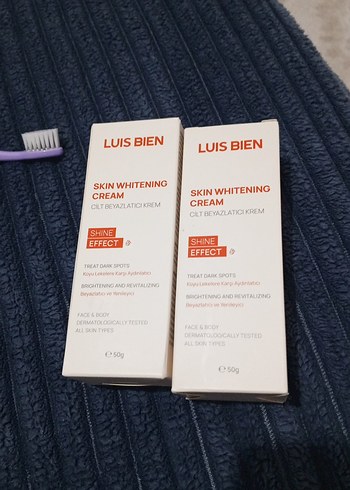 LUIS BIEN
SKIN WHITENING
CREAM
CİLT BEYAZLATICI KREM
SHINE
EFFECT
TREAT DARK SPOTS
Koyu Lekelere Karşı Aydınlatıcı
BRIGHTENING AND REVITALIZING
Beyazlatıcı ve Yenileyici
FACE & BODY
DERMATOLOGICALLY TESTED
ALL SKIN TYPES
℮ 50g
LUIS BIEN
SKIN WHITENING
CREAM
CİLT BEYAZLATICI KREM
SHINE
EFFECT
TREAT DARK SPOTS
Koyu Lekelere Karşı Aydınlatıcı
BRIGHTENING AND REVITALIZING
Beyazlatıcı ve Yenileyici
FACE & BODY
DERMATOLOGICALLY TESTED
ALL SKIN TYPES
℮ 50g